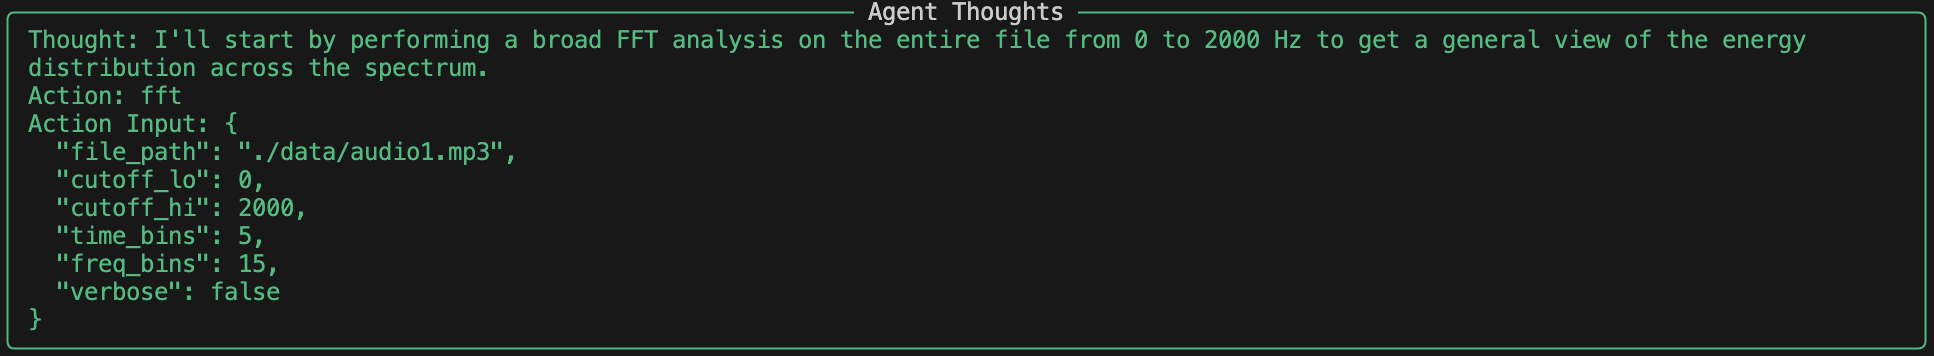 Agent Thoughts
Thought: I'll start by performing a broad FFT analysis on the entire file from 0 to 2000 Hz to get a general view of the energy
distribution across the spectrum.
Action: fft
Action Input: {
  "file_path": "./data/audio1.mp3",
  "cutoff_lo": 0,
  "cutoff_hi": 2000,
  "time_bins": 5,
  "freq_bins": 15,
  "verbose": false
}